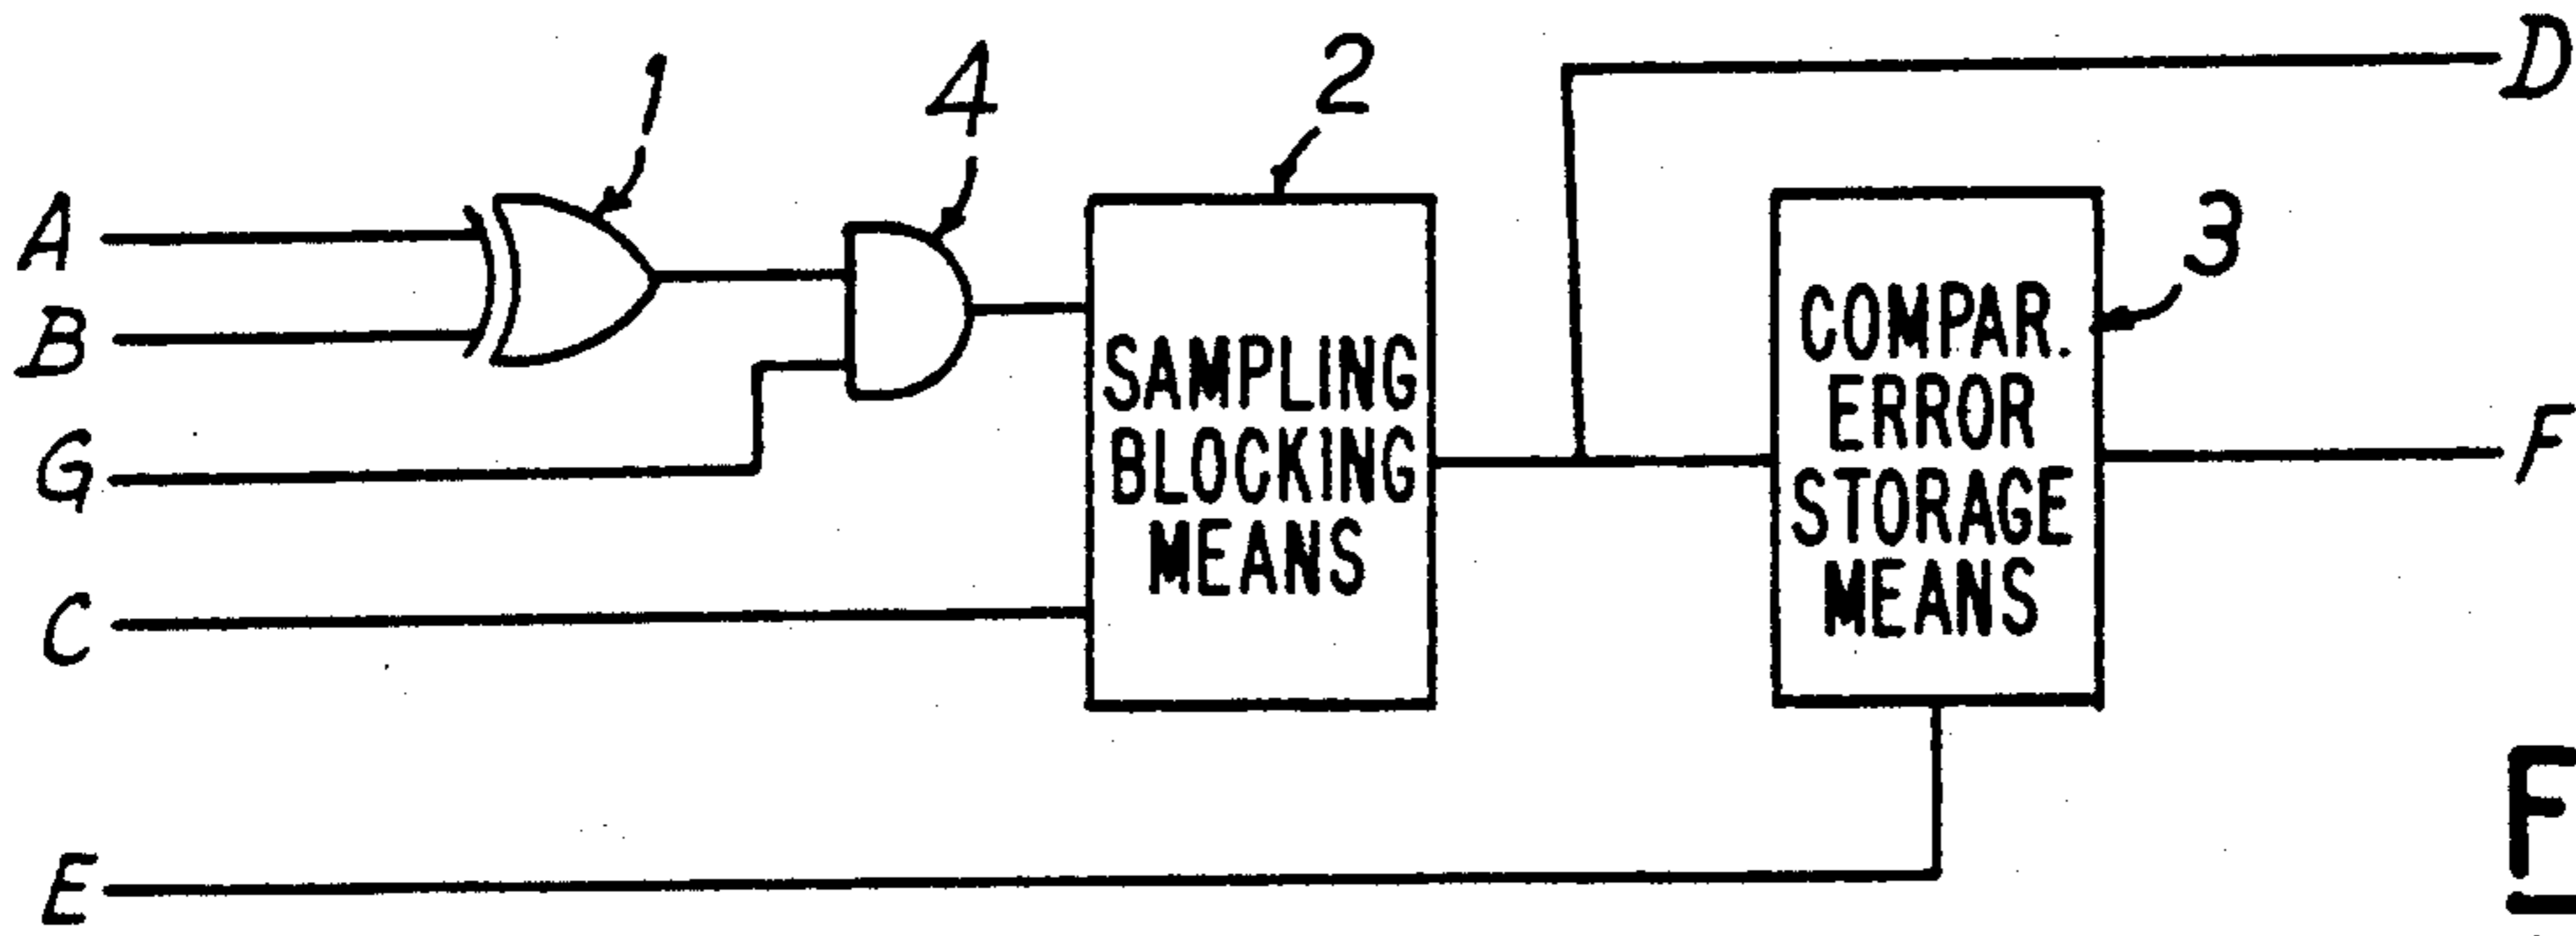 1
4
2
D
A
3
B
G
SAMPLING
BLOCKING
MEANS
COMPAR.
ERROR
STORAGE
MEANS
F
C
E
F